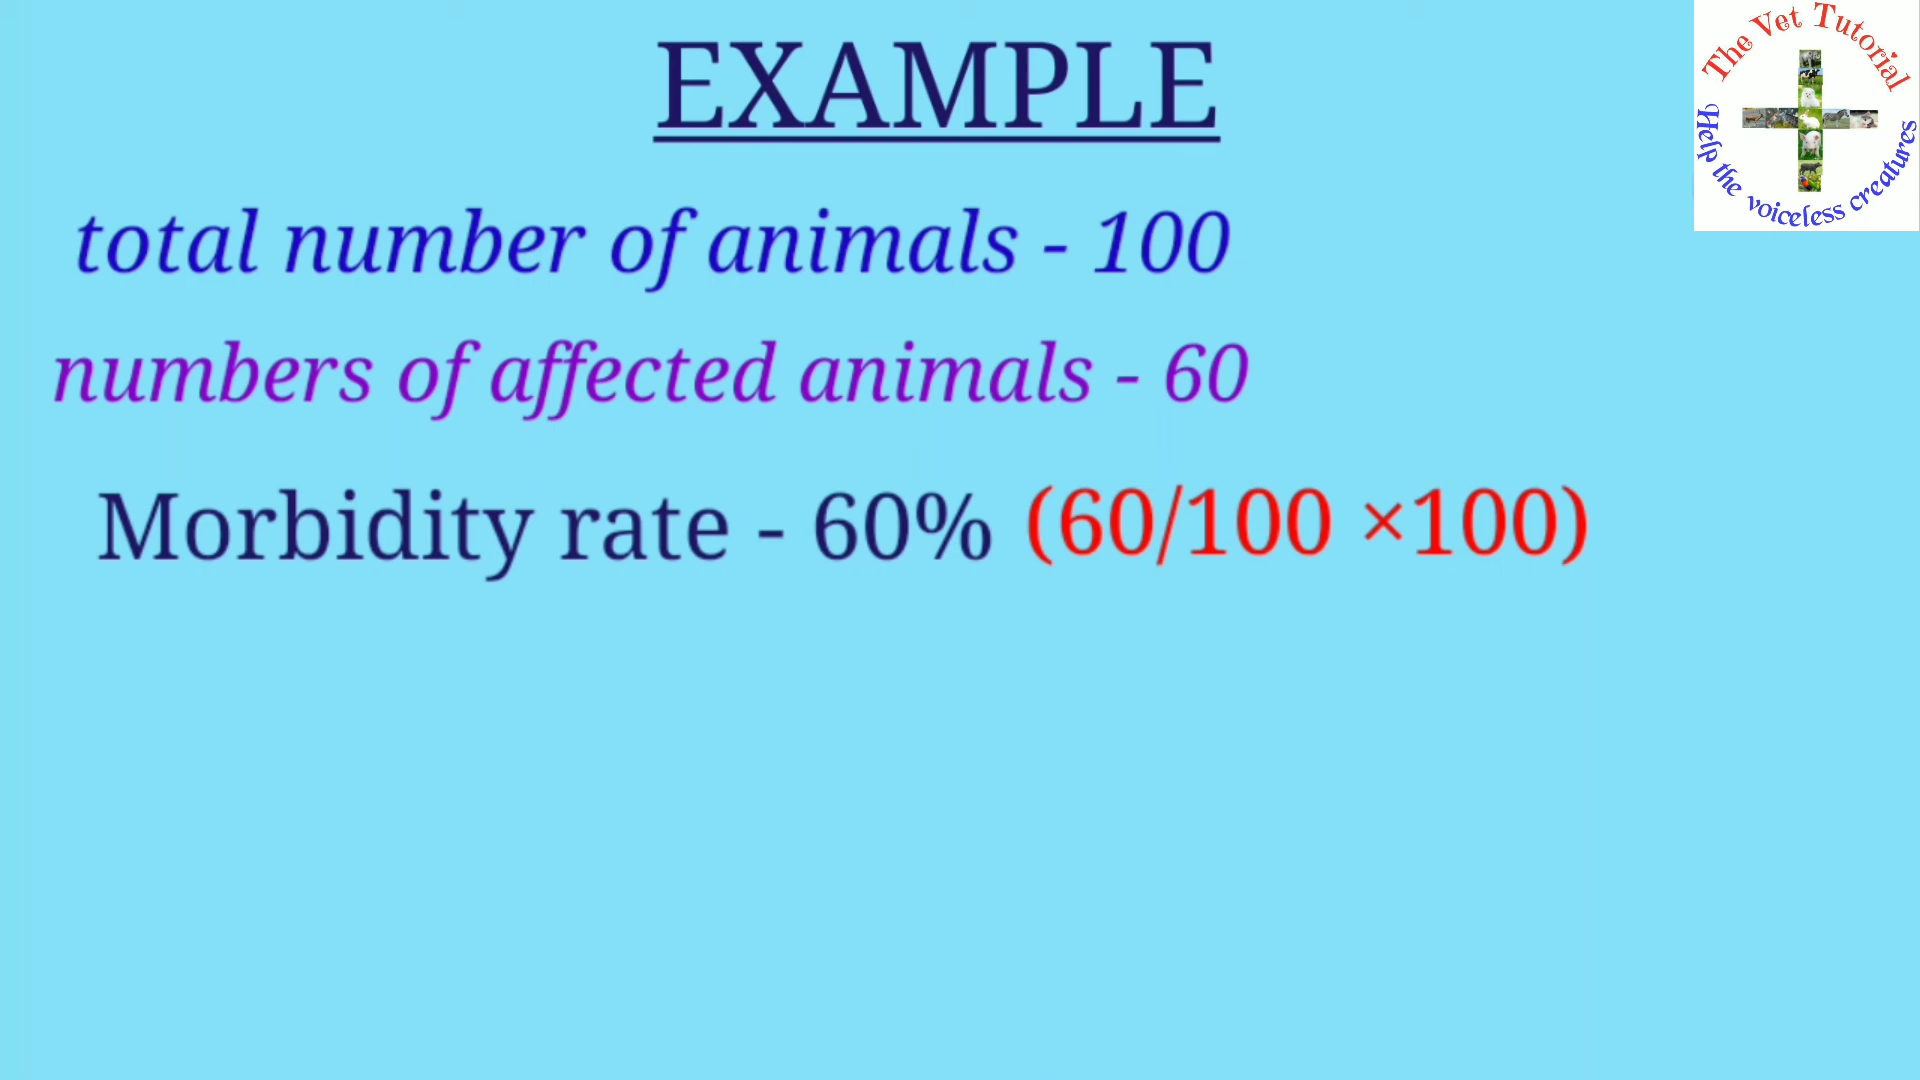 EXAMPLE
The Vet Tutorial
Help the voiceless creatures
total number of animals - 100
numbers of affected animals - 60
Morbidity rate - 60% (60/100 ×100)